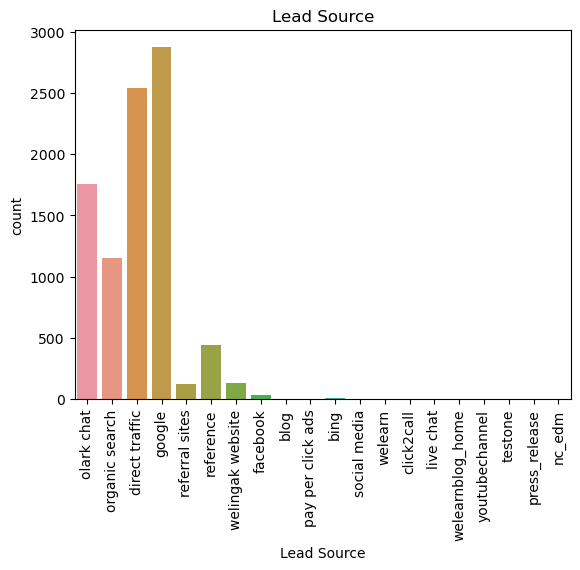 Lead Source
3000
2500
2000
1500
1000
500
0
count
olark chat
organic search
direct traffic
google
referral sites
reference
welingak website
facebook
blog
pay per click ads
bing
social media
welearn
click2call
live chat
welearnblog_home
youtubechannel
testone
press_release
nc_edm
Lead Source